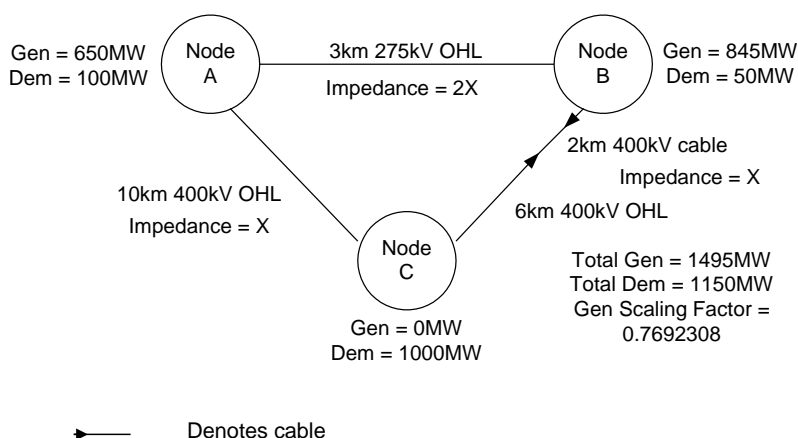 Gen = 650MW
Dem = 100MW
Node
A
3km 275kV OHL
Impedance = 2X
Node
B
Gen = 845MW
Dem = 50MW
2km 400kV cable
Impedance = X
10km 400kV OHL
Impedance = X
6km 400kV OHL
Node
C
Gen = 0MW
Dem = 1000MW
Total Gen = 1495MW
Total Dem = 1150MW
Gen Scaling Factor =
0.7692308
Denotes cable